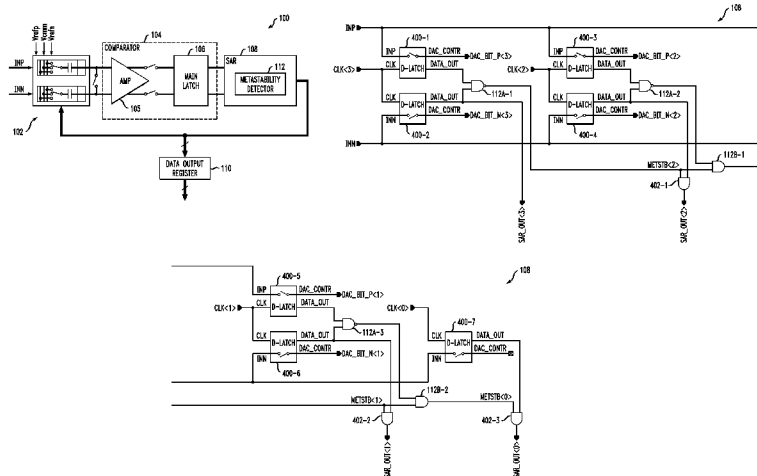 100
Vrefp
Vcomm
Vrefn
COMPARATOR
104
106
SAR
108
112
INP
INN
AMP
105
MAIN
LATCH
METASTABILITY
DETECTOR
102
DATA OUTPUT
REGISTER
110
108
INP
400-1
INP
DAC_CONTR
DAC_BIT_P<3>
CLK<3>
CLK
D-LATCH
DATA_OUT
112A-1
CLK
D-LATCH
DATA_OUT
INN
DAC_CONTR
DAC_BIT_N<3>
400-2
INN
400-3
INP
DAC_CONTR
DAC_BIT_P<2>
CLK<2>
CLK
D-LATCH
DATA_OUT
112A-2
CLK
D-LATCH
DATA_OUT
INN
DAC_CONTR
DAC_BIT_N<2>
400-4
112B-1
METSTB<2>
402-1
SAR_OUT<3>
SAR_OUT<2>
108
400-5
INP
DAC_CONTR
DAC_BIT_P<1>
CLK<1>
CLK
D-LATCH
DATA_OUT
112A-3
CLK
D-LATCH
DATA_OUT
INN
DAC_CONTR
DAC_BIT_N<1>
400-6
CLK<0>
400-7
CLK
D-LATCH
DATA_OUT
DAC_CONTR
INN
112B-2
METSTB<1>
METSTB<0>
402-2
402-3
SAR_OUT<1>
SAR_OUT<0>